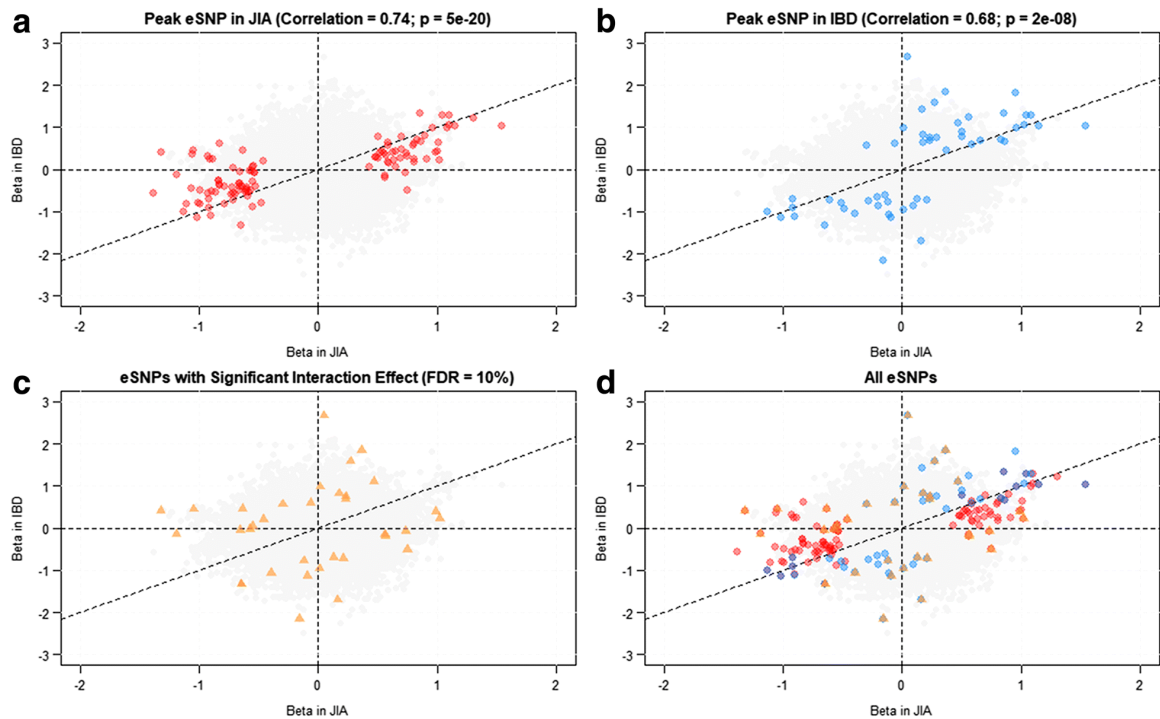 a
Peak eSNP in JIA (Correlation = 0.74; p = 5e-20)
3
2
1
0
-1
-2
-3
Beta in IBD
-2 -1 0 1 2
Beta in JIA
b
Peak eSNP in IBD (Correlation = 0.68; p = 2e-08)
3
2
1
0
-1
-2
-3
Beta in IBD
-2 -1 0 1 2
Beta in JIA
c
eSNPs with Significant Interaction Effect (FDR = 10%)
3
2
1
0
-1
-2
-3
Beta in IBD
-2 -1 0 1 2
Beta in JIA
d
All eSNPs
3
2
1
0
-1
-2
-3
Beta in IBD
-2 -1 0 1 2
Beta in JIA